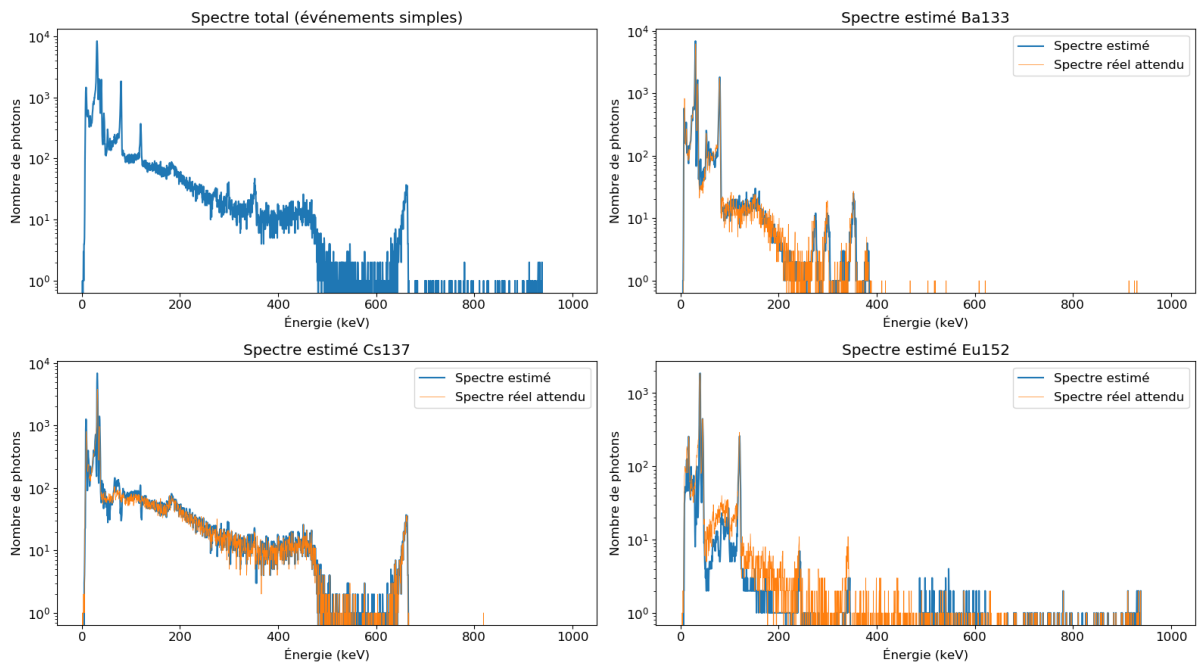 Spectre total (événements simples)
Nombre de photons
10⁴
10³
10²
10¹
10⁰
0 200 400 600 800 1000
Énergie (keV)
Spectre estimé Ba133
Spectre estimé
Spectre réel attendu
Nombre de photons
10⁴
10³
10²
10¹
10⁰
0 200 400 600 800 1000
Énergie (keV)
Spectre estimé Cs137
Spectre estimé
Spectre réel attendu
Nombre de photons
10⁴
10³
10²
10¹
10⁰
0 200 400 600 800 1000
Énergie (keV)
Spectre estimé Eu152
Spectre estimé
Spectre réel attendu
Nombre de photons
10³
10²
10¹
10⁰
0 200 400 600 800 1000
Énergie (keV)